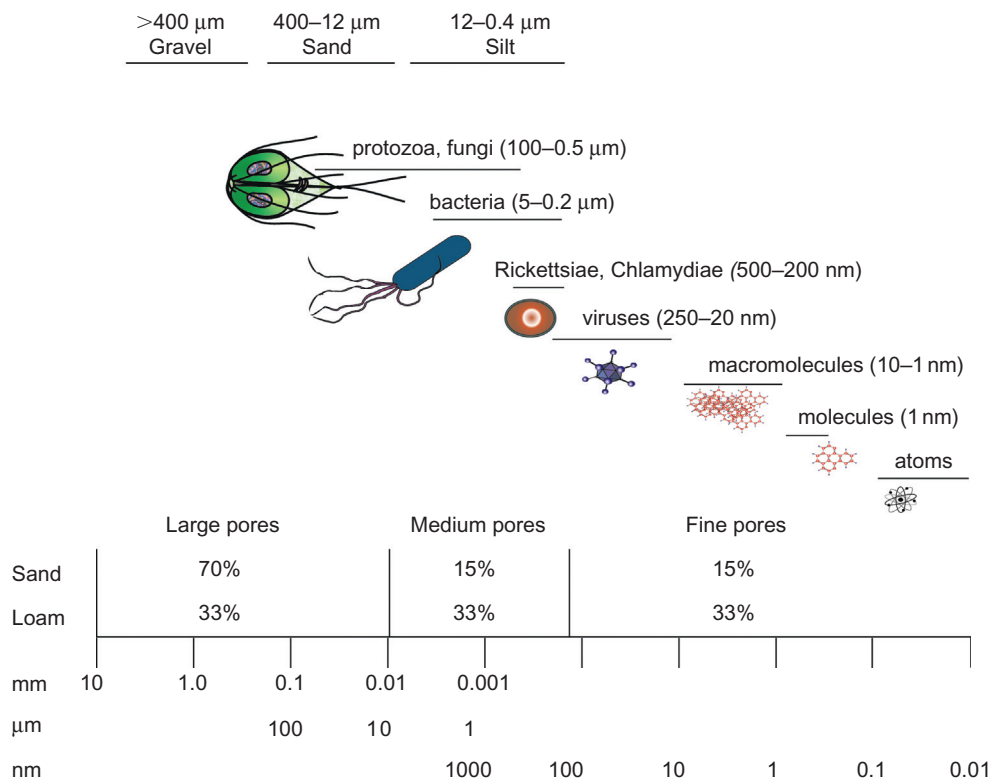 >400 μm 400–12 μm 12–0.4 μm
Gravel Sand Silt
protozoa, fungi (100–0.5 μm)
bacteria (5–0.2 μm)
Rickettsiae, Chlamydiae (500–200 nm)
viruses (250–20 nm)
macromolecules (10–1 nm)
molecules (1 nm)
atoms
Large pores Medium pores Fine pores
Sand 70% 15% 15%
Loam 33% 33% 33%
mm 10 1.0 0.1 0.01 0.001
μm 100 10 1
nm 1000 100 10 1 0.1 0.01